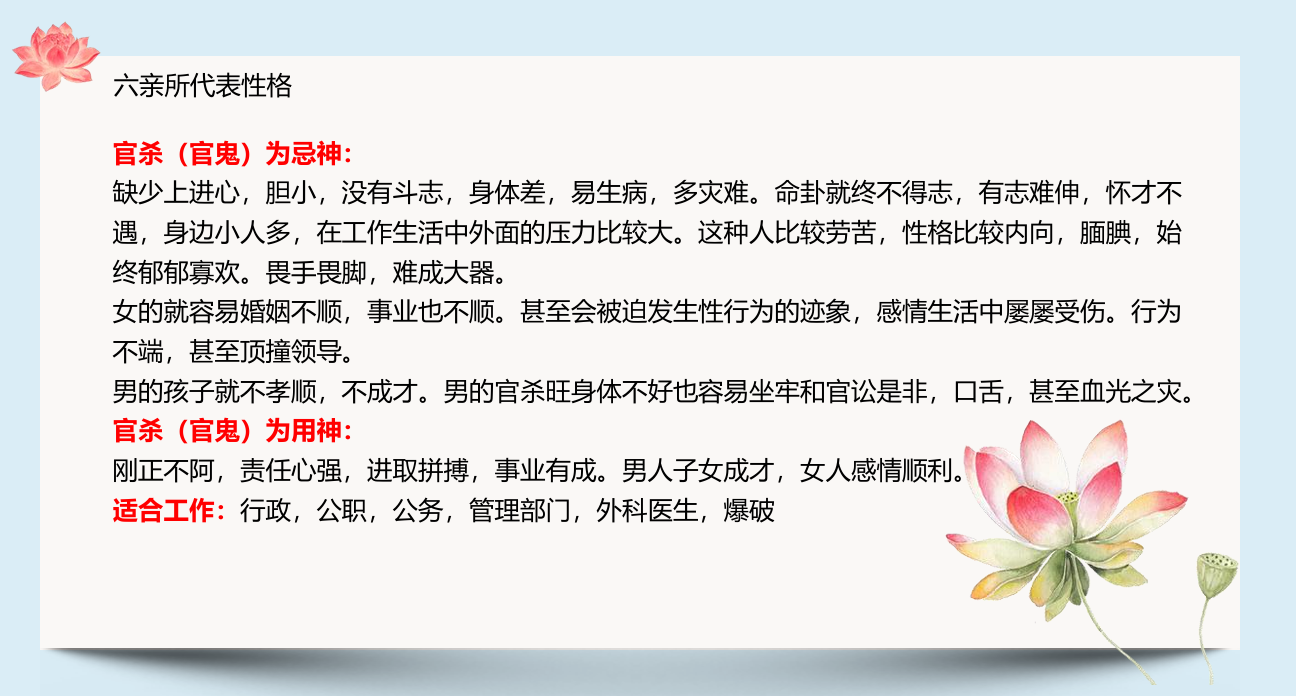 六亲所代表性格
官杀（官鬼）为忌神：
缺少上进心，胆小，没有斗志，身体差，易生病，多灾难。命卦就终不得志，有志难伸，怀才不
遇，身边小人多，在工作生活中外面的压力比较大。这种人比较劳苦，性格比较内向，腼腆，始
终郁郁寡欢。畏手畏脚，难成大器。
女的就容易婚姻不顺，事业也不顺。甚至会被迫发生性行为的迹象，感情生活中屡屡受伤。行为
不端，甚至顶撞领导。
男的孩子就不孝顺，不成才。男的官杀旺身体不好也容易坐牢和官讼是非，口舌，甚至血光之灾。
官杀（官鬼）为用神：
刚正不阿，责任心强，进取拼搏，事业有成。男人子女成才，女人感情顺利。
适合工作：行政，公职，公务，管理部门，外科医生，爆破